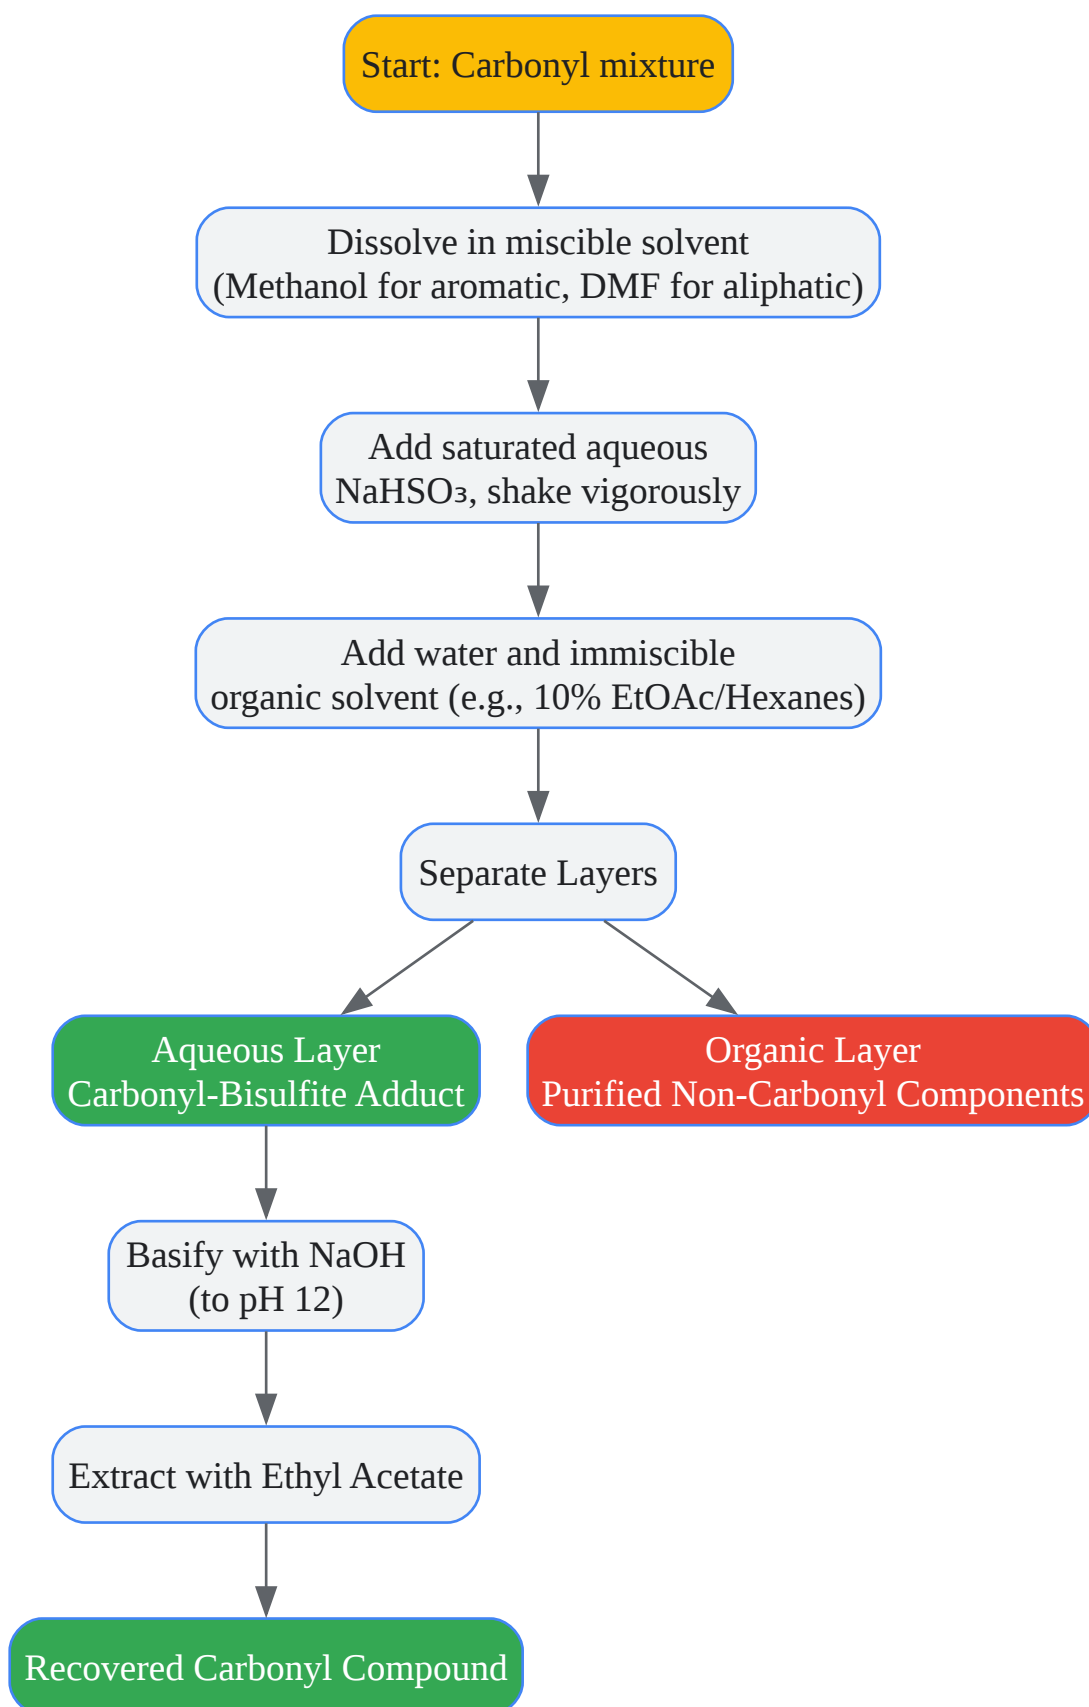 Start: Carbonyl mixture
Dissolve in miscible solvent
(Methanol for aromatic, DMF for aliphatic)
Add saturated aqueous
NaHSO₃, shake vigorously
Add water and immiscible
organic solvent (e.g., 10% EtOAc/Hexanes)
Separate Layers
Aqueous Layer
Carbonyl-Bisulfite Adduct
Organic Layer
Purified Non-Carbonyl Components
Basify with NaOH
(to pH 12)
Extract with Ethyl Acetate
Recovered Carbonyl Compound